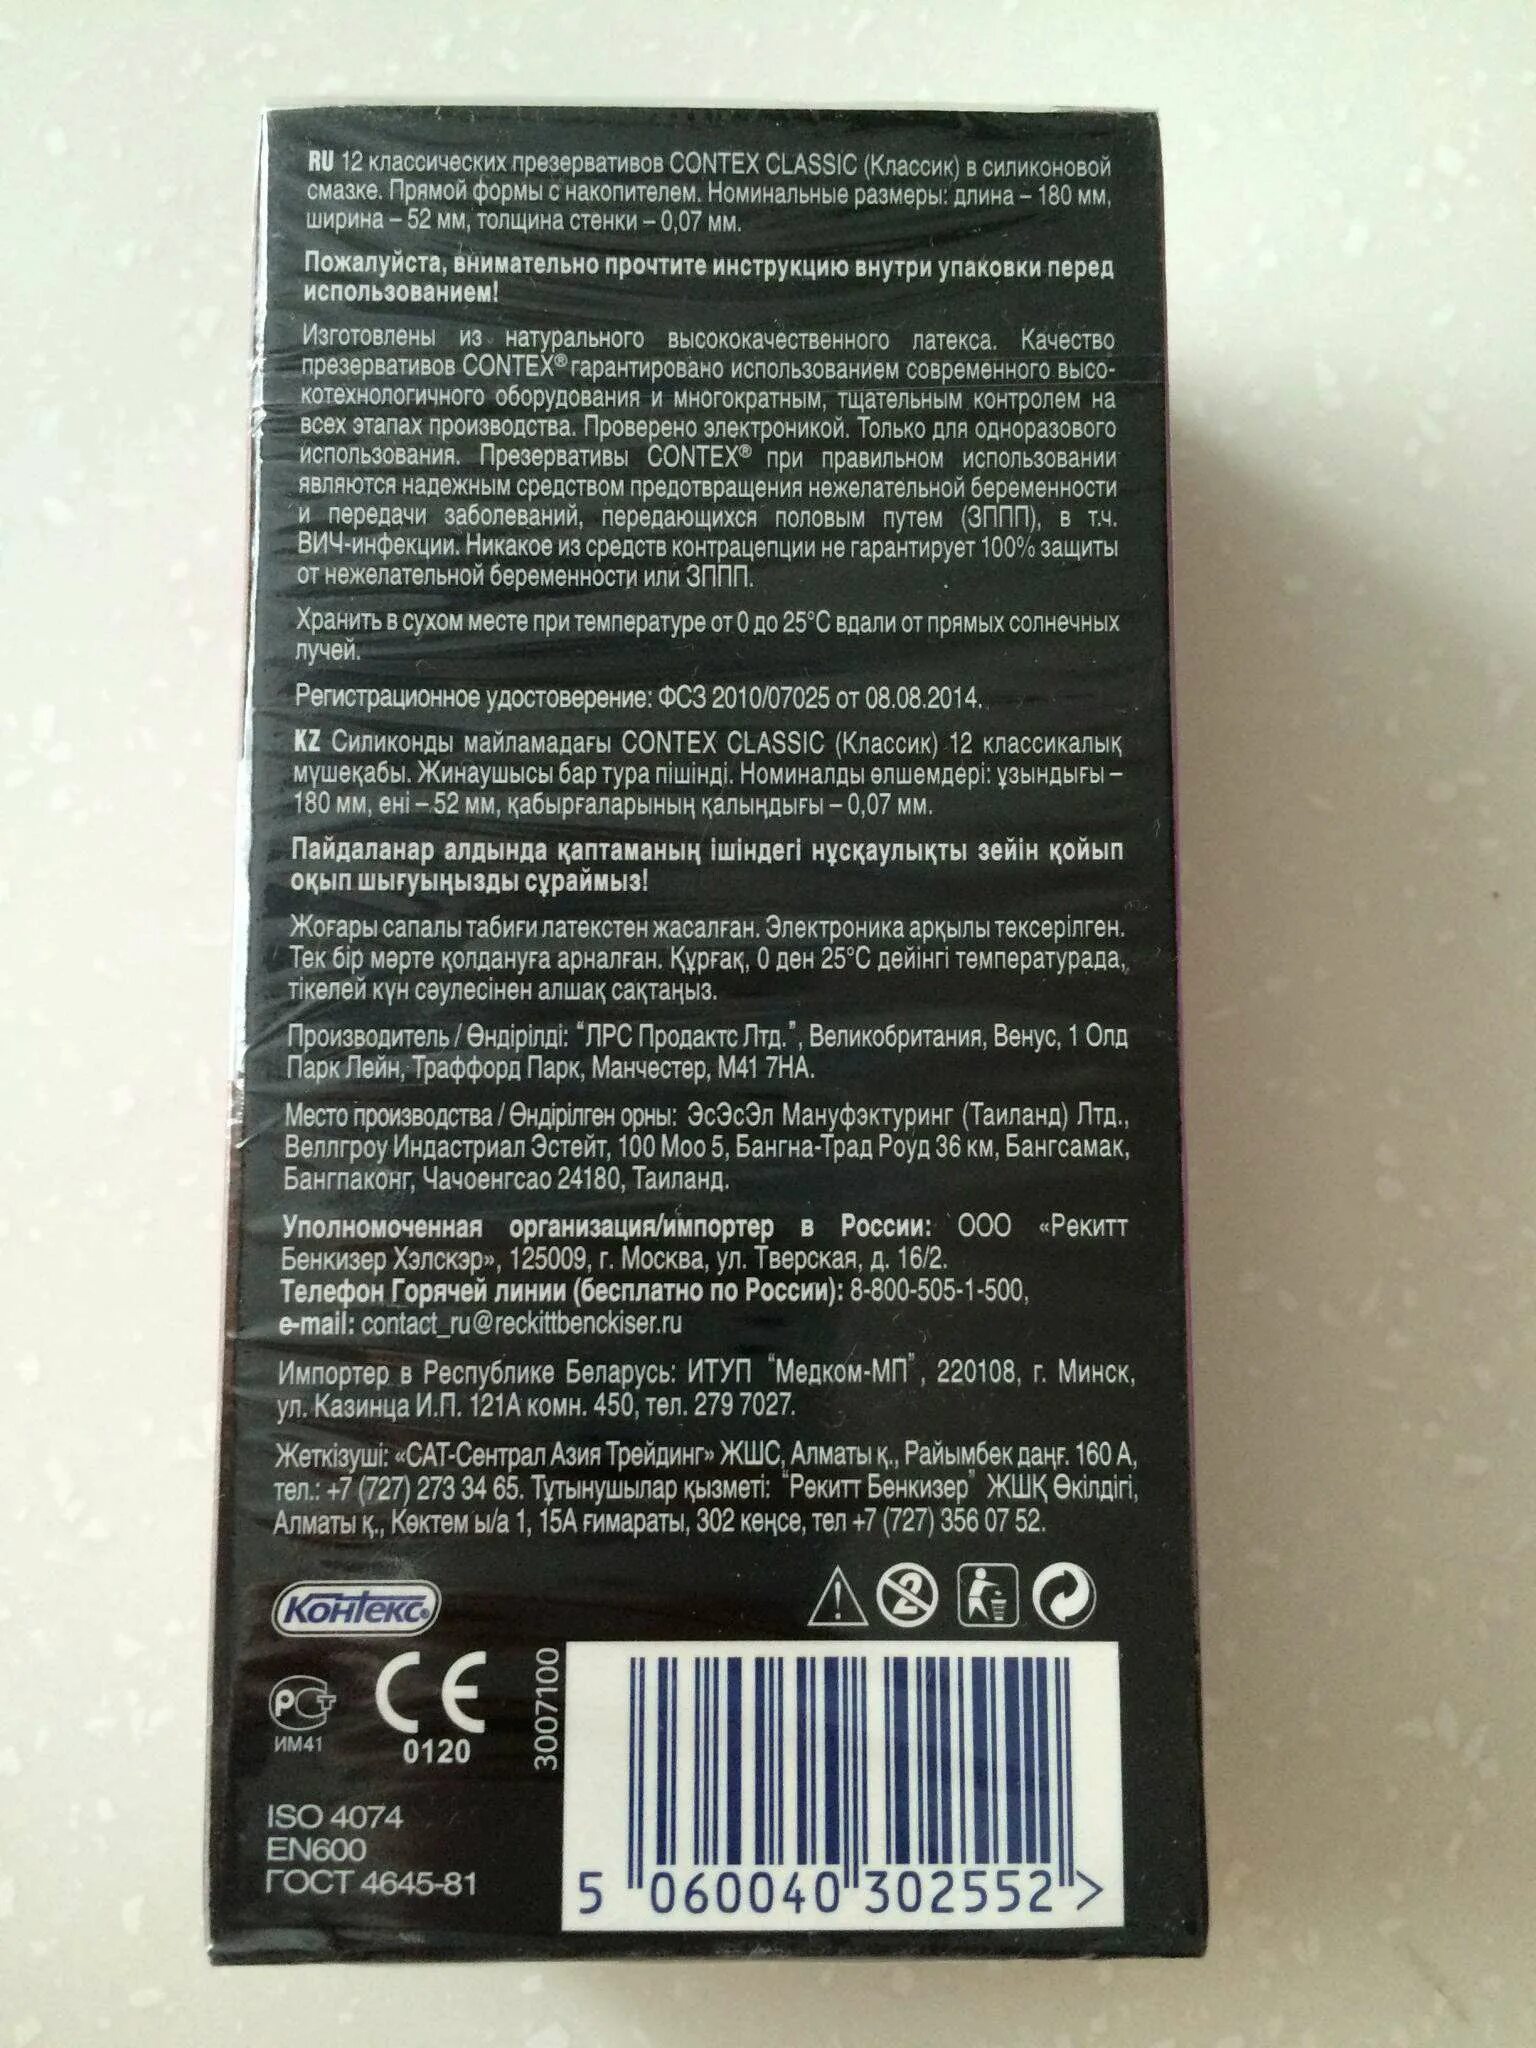 RU 12 классических презервативов CONTEX CLASSIC (Классик) в силиконовой
смазке. Прямой формы с накопителем. Номинальные размеры: длина – 180 мм,
ширина – 52 мм, толщина стенки – 0,07 мм.
Пожалуйста, внимательно прочтите инструкцию внутри упаковки перед
использованием!
Изготовлены из натурального высококачественного латекса. Качество
презервативов CONTEX® гарантировано использованием современного высо-
котехнологичного оборудования и многократным, тщательным контролем на
всех этапах производства. Проверено электроникой. Только для одноразового
использования. Презервативы CONTEX® при правильном использовании
являются надежным средством предотвращения нежелательной беременности
и передачи заболеваний, передающихся половым путем (ЗППП), в т.ч.
ВИЧ-инфекции. Никакое из средств контрацепции не гарантирует 100% защиты
от нежелательной беременности или ЗППП.
Хранить в сухом месте при температуре от 0 до 25°C вдали от прямых солнечных
лучей.
Регистрационное удостоверение: ФСЗ 2010/07025 от 08.08.2014.
KZ Силиконды майламадағы CONTEX CLASSIC (Классик) 12 классикалық
мүшеқабы. Жинаушысы бар тура пішінді. Номиналды өлшемдері: ұзындығы –
180 мм, ені – 52 мм, қабырғаларының қалыңдығы – 0,07 мм.
Пайдаланар алдында қаптаманың ішіндегі нұсқаулықты зейін қойып
оқып шығуыңызды сұраймыз!
Жоғары сапалы табиғи латекстен жасалған. Электроника арқылы тексерілген.
Тек бір мәрте қолдануға арналған. Құрғақ, 0 ден 25°C дейінгі температурада,
тікелей күн сәулесінен алшақ сақтаңыз.
Производитель / Өндірілді: "ЛРС Продактс Лтд.", Великобритания, Венус, 1 Олд
Парк Лейн, Траффорд Парк, Манчестер, М41 7НА.
Место производства / Өндірілген орны: ЭсЭсЭл Мануфэктуринг (Таиланд) Лтд.,
Веллгроу Индастриал Эстейт, 100 Моо 5, Бангна-Трад Роуд 36 км, Бангсамак,
Бангпаконг, Чачоенгсао 24180, Таиланд.
Уполномоченная организация/импортер в России: ООО «Рекитт
Бенкизер Хэлскэр», 125009, г. Москва, ул. Тверская, д. 16/2.
Телефон Горячей линии (бесплатно по России): 8-800-505-1-500,
e-mail: contact_ru@reckittbenckiser.ru
Импортер в Республике Беларусь: ИТУП "Медком-МП", 220108, г. Минск,
ул. Казинца И.П. 121А комн. 450, тел. 279 7027.
Жеткізуші: «САТ-Сентрал Азия Трейдинг» ЖШС, Алматы қ., Райымбек даңғ. 160 А,
тел.: +7 (727) 273 34 65. Тұтынушылар қызметі: "Рекитт Бенкизер" ЖШҚ Өкілдігі,
Алматы қ., Көктем ы/а 1, 15А ғимараты, 302 кеңсе, тел +7 (727) 356 07 52.
Контекс®
РСТ
ИМ41
CE
0120
3007100
2
ISO 4074
EN600
ГОСТ 4645-81
5 060040 302552 >